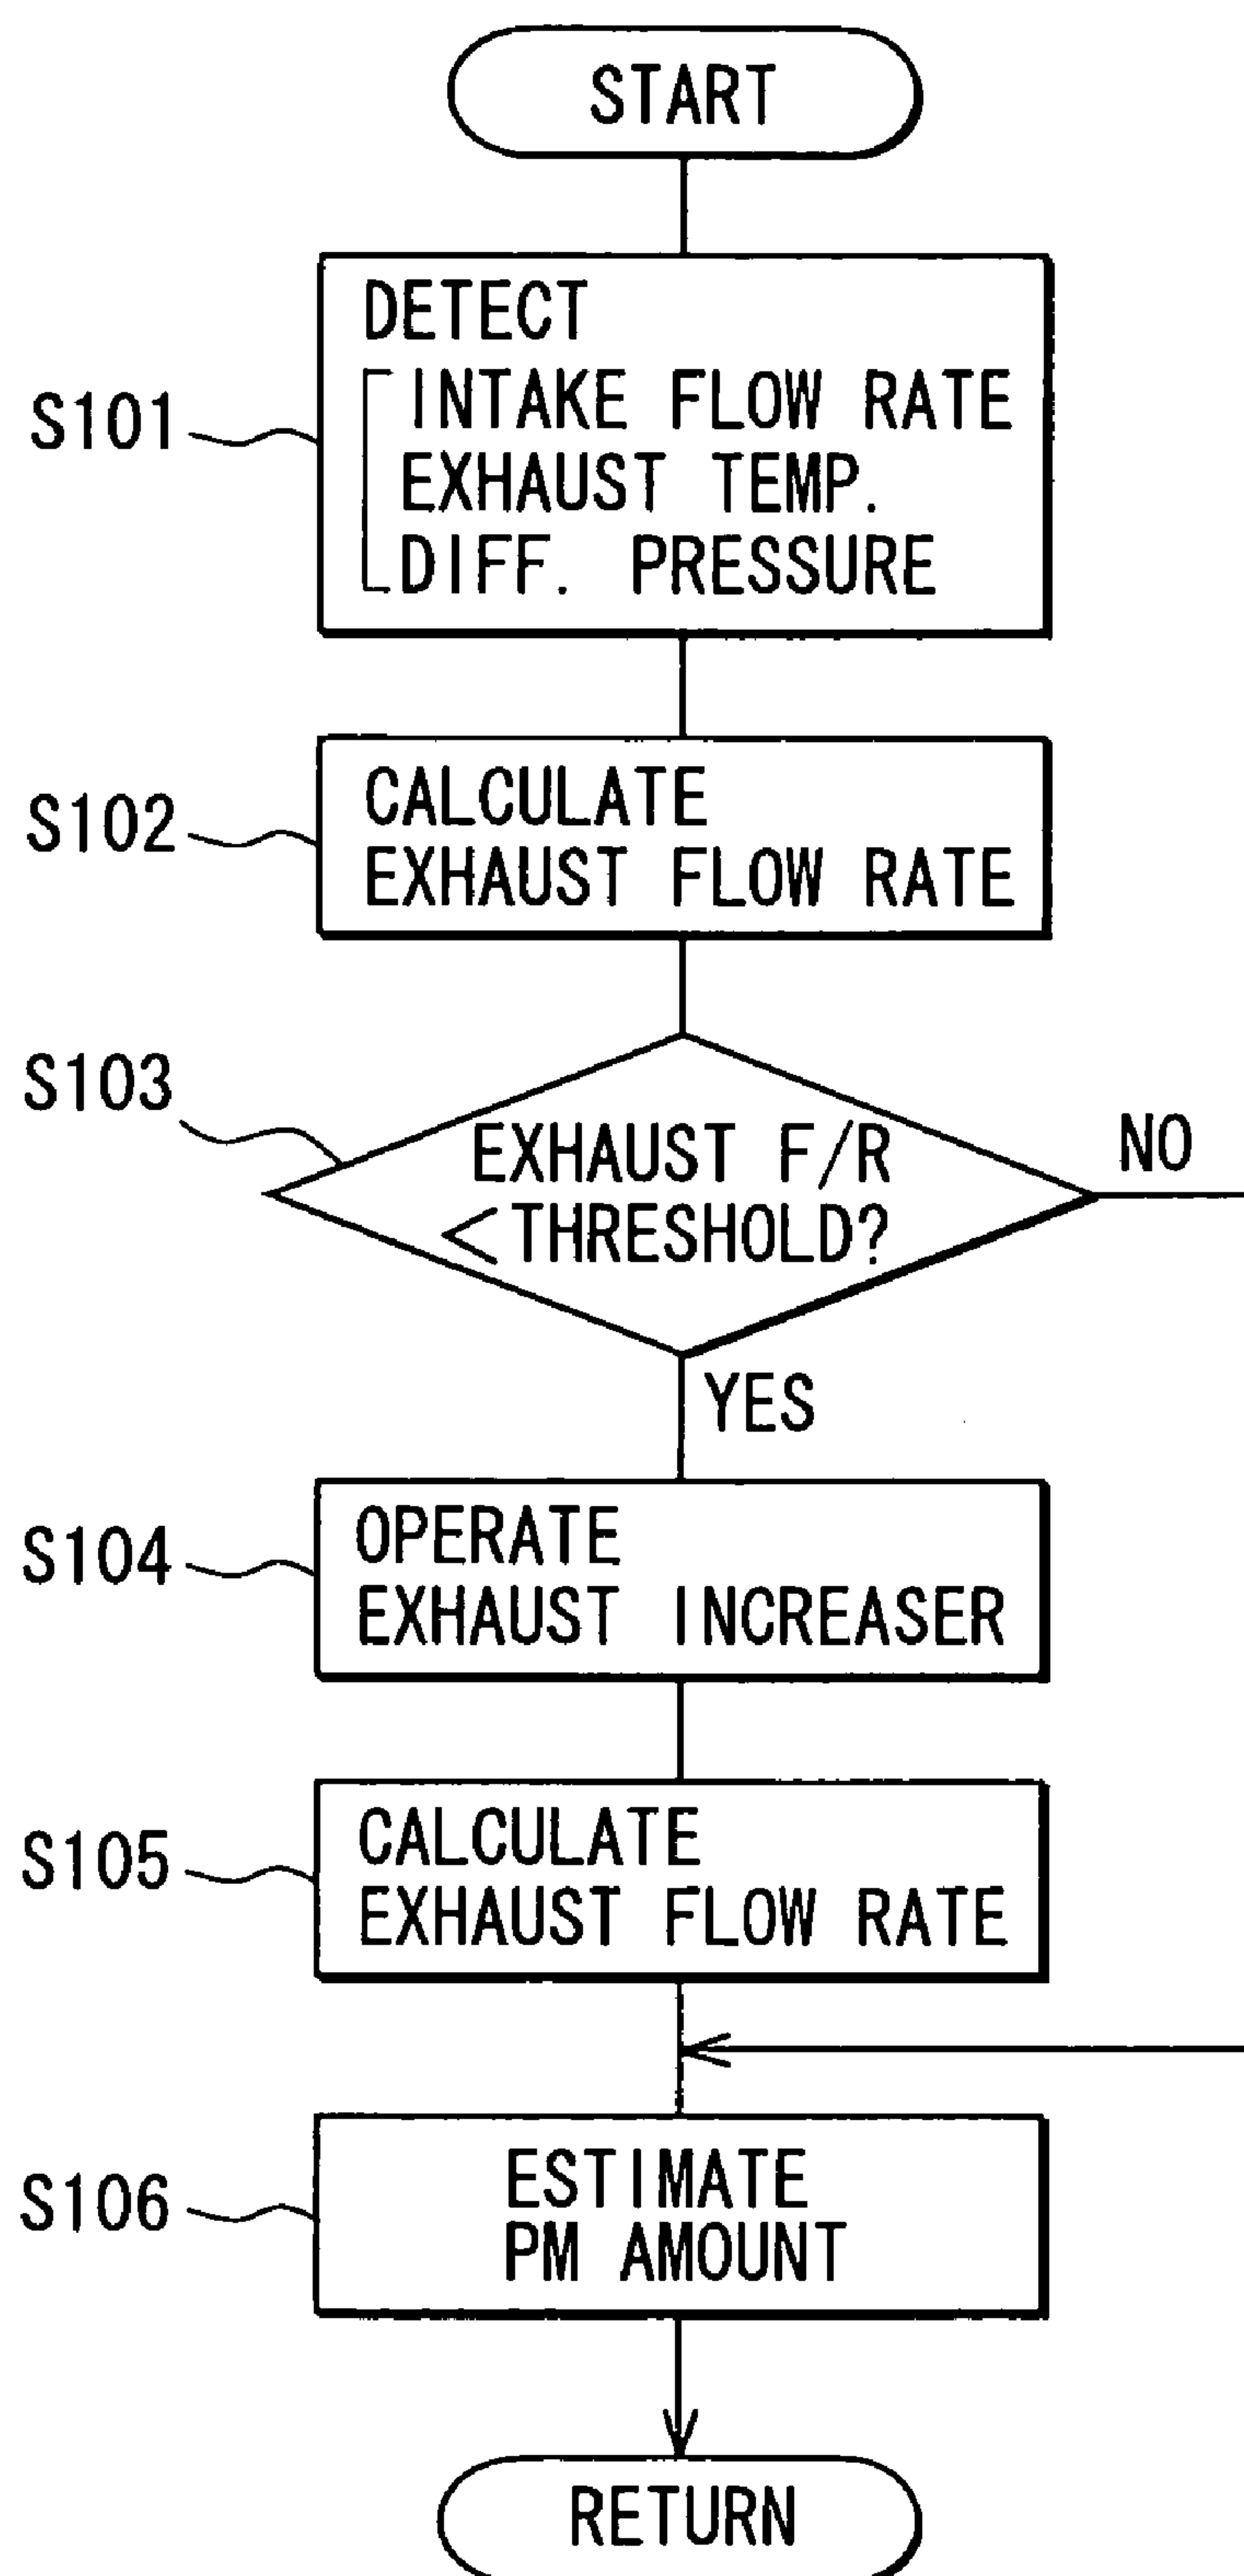 START
DETECT
INTAKE FLOW RATE
EXHAUST TEMP.
DIFF. PRESSURE
S101
CALCULATE
EXHAUST FLOW RATE
S102
S103
EXHAUST F/R
<THRESHOLD?
NO
YES
OPERATE
EXHAUST INCREASER
S104
CALCULATE
EXHAUST FLOW RATE
S105
ESTIMATE
PM AMOUNT
S106
RETURN